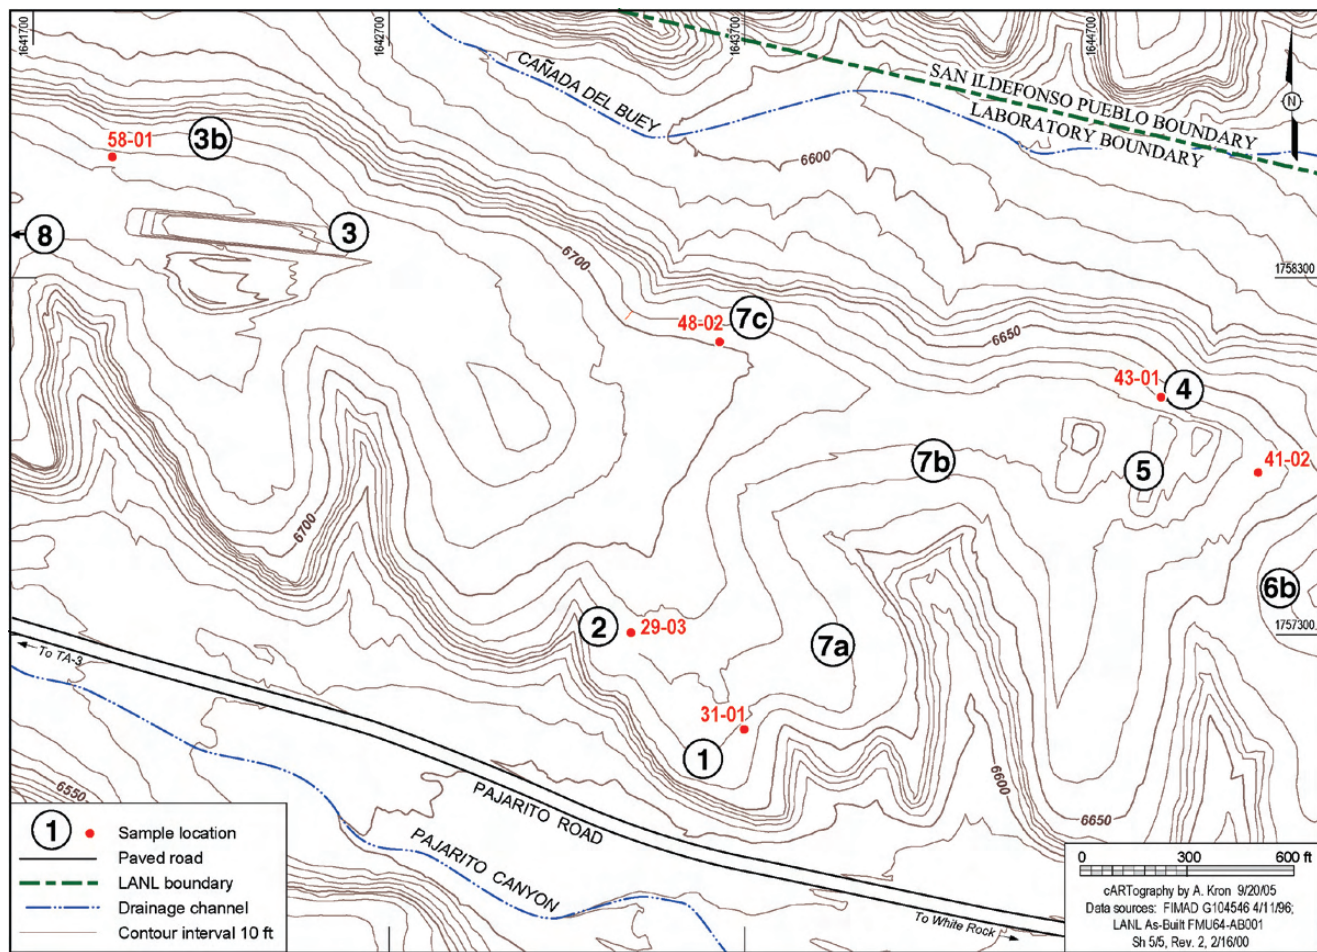 1641700
1642700
1643700
1644700
CAÑADA DEL BUEY
SAN ILDEFONSO PUEBLO BOUNDARY
LABORATORY BOUNDARY
N
58-01
3b
6600
8
3
6700
1758300
48-02
7c
6650
43-01
4
41-02
7b
5
6700
6b
2
29-03
7a
1757300
To TA-3
31-01
1
6600
6550
PAJARITO ROAD
6650
PAJARITO CANYON
To White Rock
1 Sample location
Paved road
LANL boundary
Drainage channel
Contour interval 10 ft
0 300 600 ft
cARTography by A. Kron 9/20/05
Data sources: FIMAD G104546 4/11/96;
LANL As-Built FMU64-AB001
Sh 5/5, Rev. 2, 2/16/00